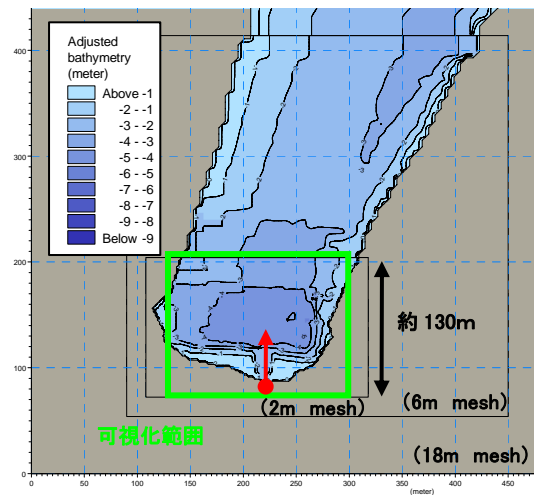 Adjusted
bathymetry
(meter)
Above -1
-2 - -1
-3 - -2
-4 - -3
-5 - -4
-6 - -5
-7 - -6
-8 - -7
-9 - -8
Below -9
400
300
200
100
0
約 130m
(2m mesh)
(6m mesh)
可視化範囲
(18m mesh)
0
50
100
150
200
250
300
350
400
450
(meter)